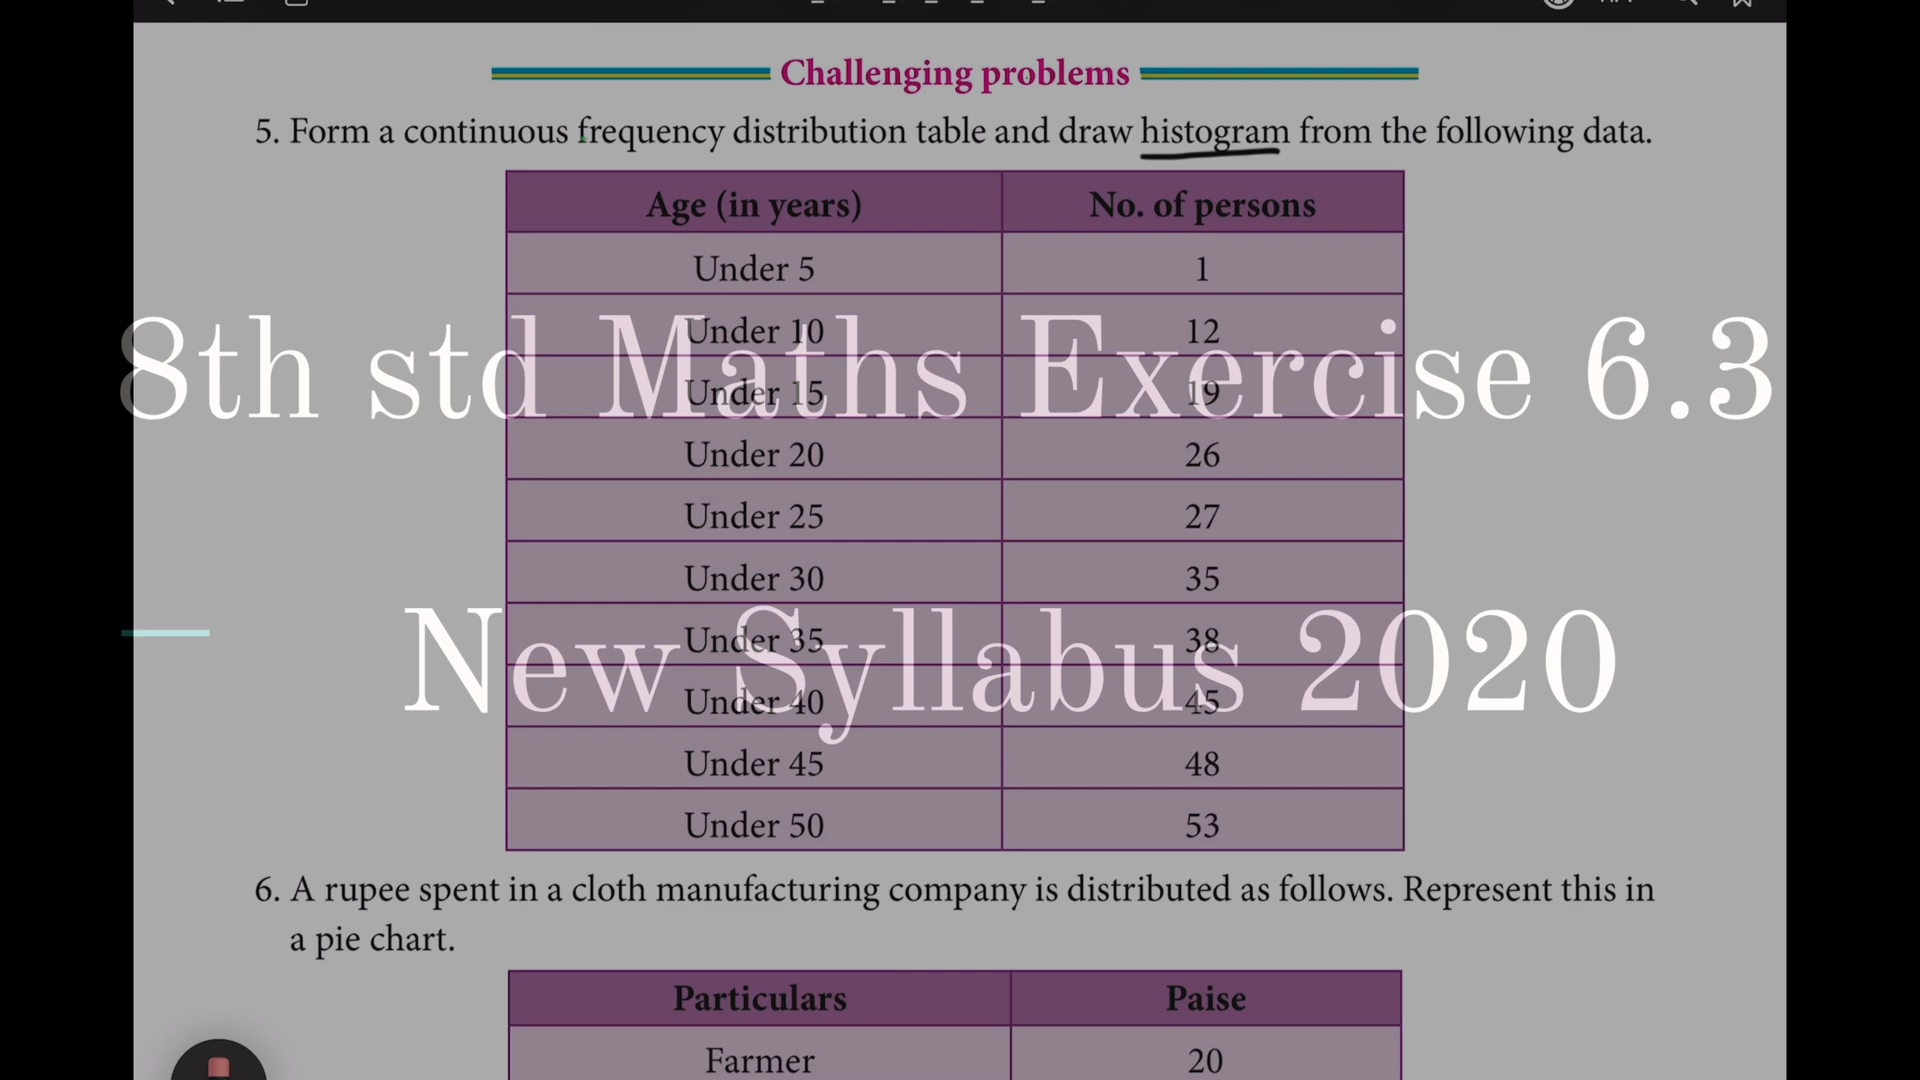 Challenging problems
5. Form a continuous frequency distribution table and draw histogram from the following data.
Age (in years) No. of persons
Under 5 1
Under 10 12
8th std Maths Exercise 6.3
Under 15 19
Under 20 26
Under 25 27
Under 30 35
Under 35 38
New Syllabus 2020
Under 40 45
Under 45 48
Under 50 53
6. A rupee spent in a cloth manufacturing company is distributed as follows. Represent this in
a pie chart.
Particulars Paise
Farmer 20